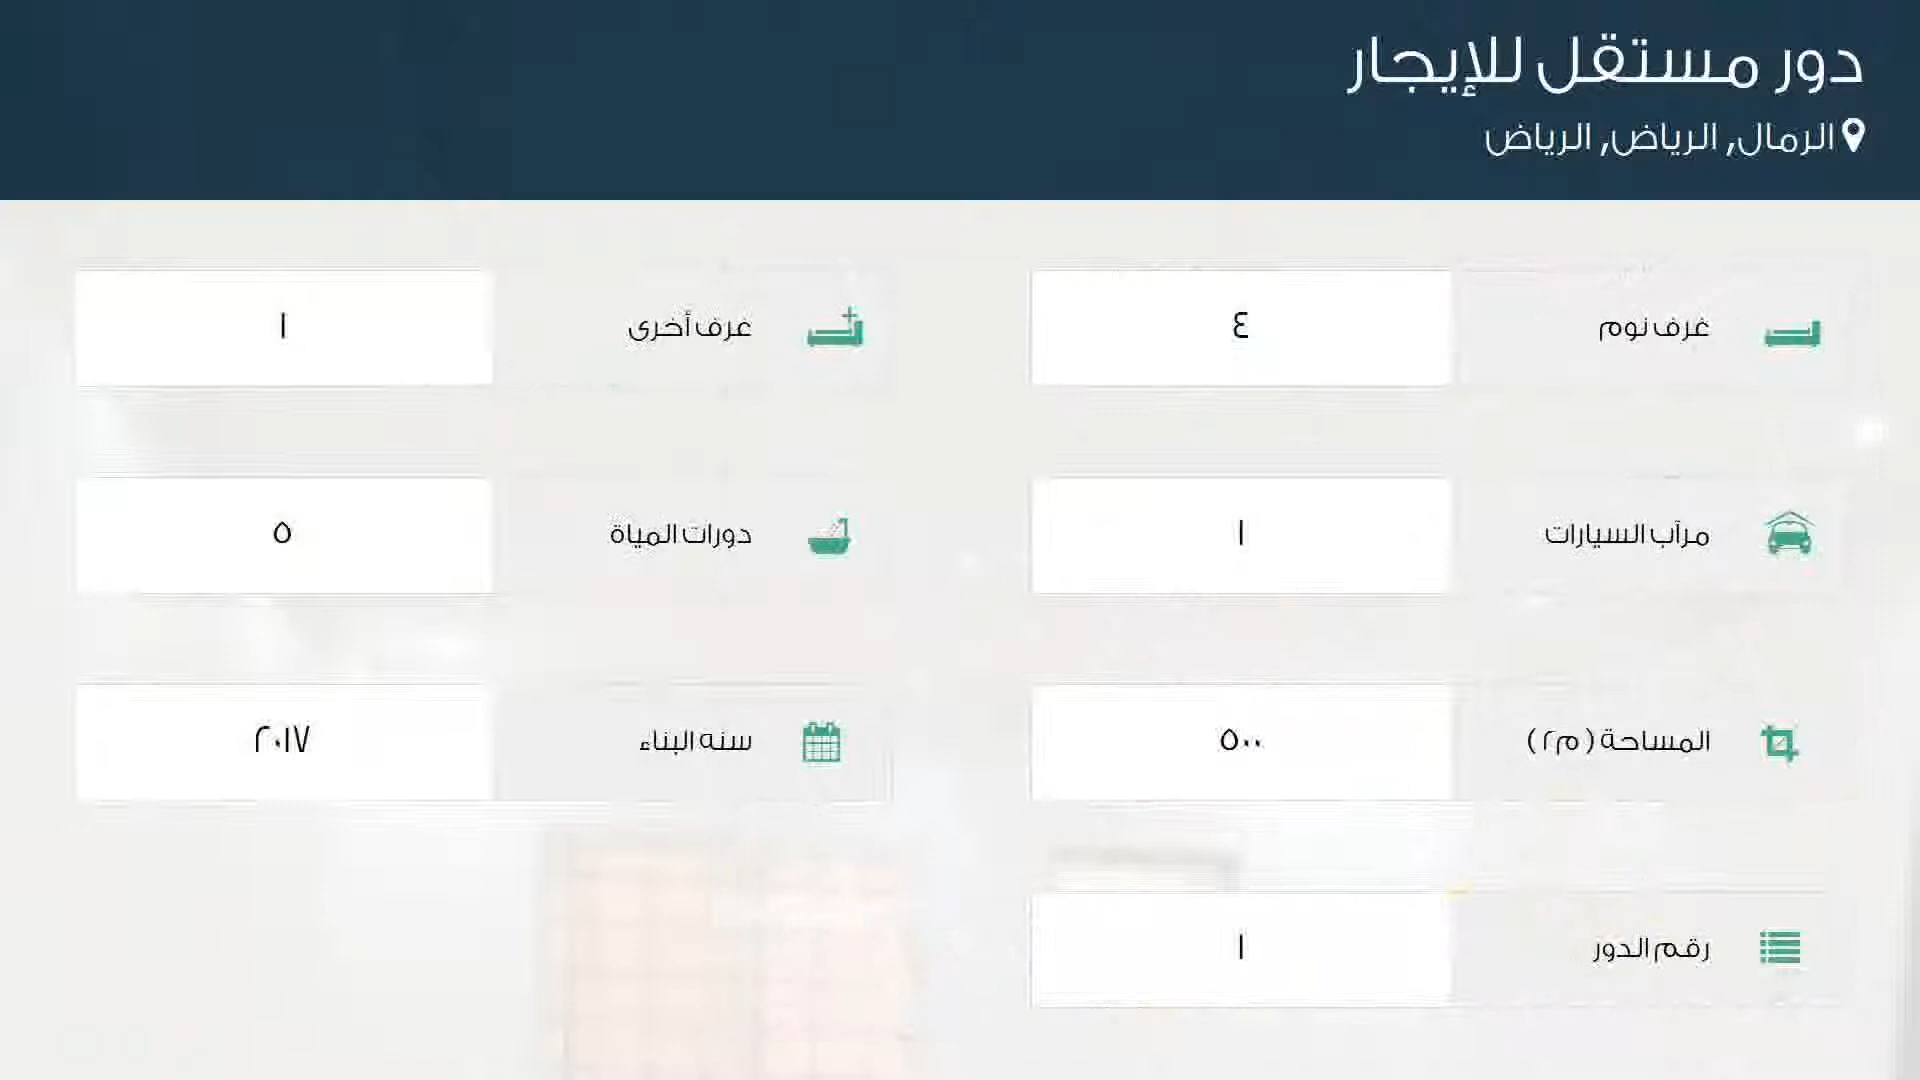 دور مستقل للإيجار
الرمال, الرياض, الرياض
غرف نوم ٤
غرف أخرى ١
مرآب السيارات ١
دورات المياة ٥
المساحة (م٢) ٥٠٠
سنه البناء ٢٠١٧
رقم الدور ١